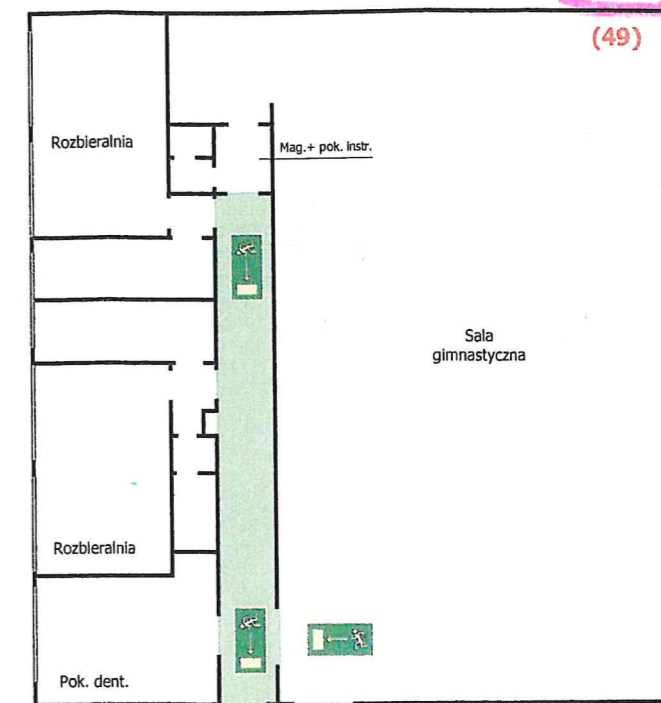 (49)
Rozbieralnia
Mag.+ pok. instr.
Sala
gimnastyczna
Rozbieralnia
Pok. dent.